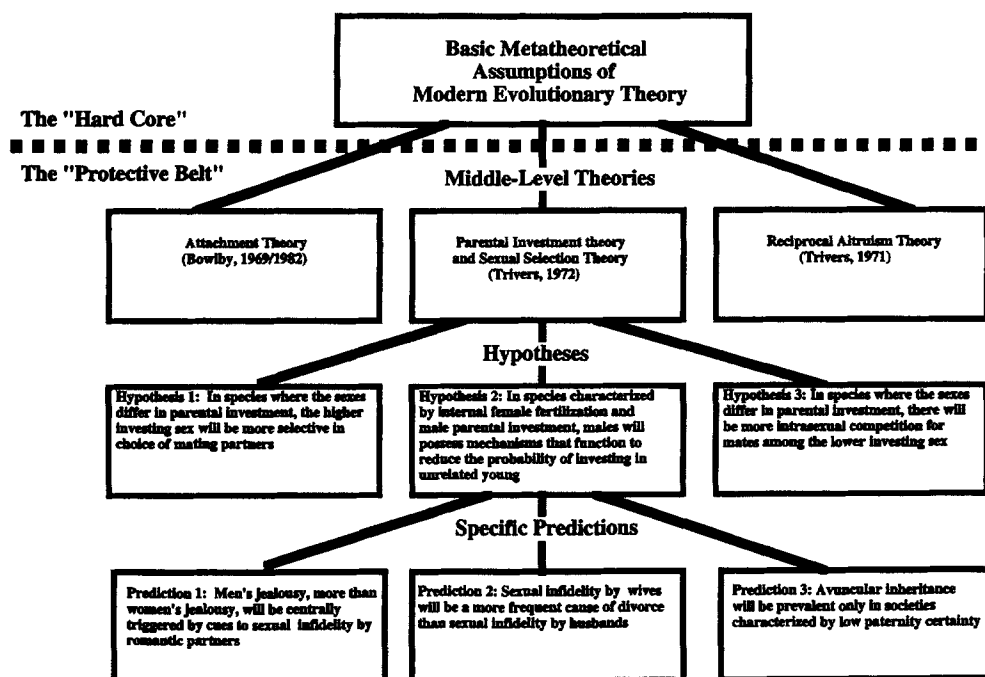 Basic Metatheoretical
Assumptions of
Modern Evolutionary Theory
The "Hard Core"
The "Protective Belt"
Middle-Level Theories
Attachment Theory
(Bowlby, 1969/1982)
Parental Investment theory
and Sexual Selection Theory
(Trivers, 1972)
Reciprocal Altruism Theory
(Trivers, 1971)
Hypotheses
Hypothesis 1: In species where the sexes
differ in parental investment, the higher
investing sex will be more selective in
choice of mating partners
Hypothesis 2: In species characterized
by internal female fertilization and
male parental investment, males will
possess mechanisms that function to
reduce the probability of investing in
unrelated young
Hypothesis 3: In species where the sexes
differ in parental investment, there will
be more intrasexual competition for
mates among the lower investing sex
Specific Predictions
Prediction 1: Men's jealousy, more than
women's jealousy, will be centrally
triggered by cues to sexual infidelity by
romantic partners
Prediction 2: Sexual infidelity by wives
will be a more frequent cause of divorce
than sexual infidelity by husbands
Prediction 3: Avuncular inheritance
will be prevalent only in societies
characterized by low paternity certainty